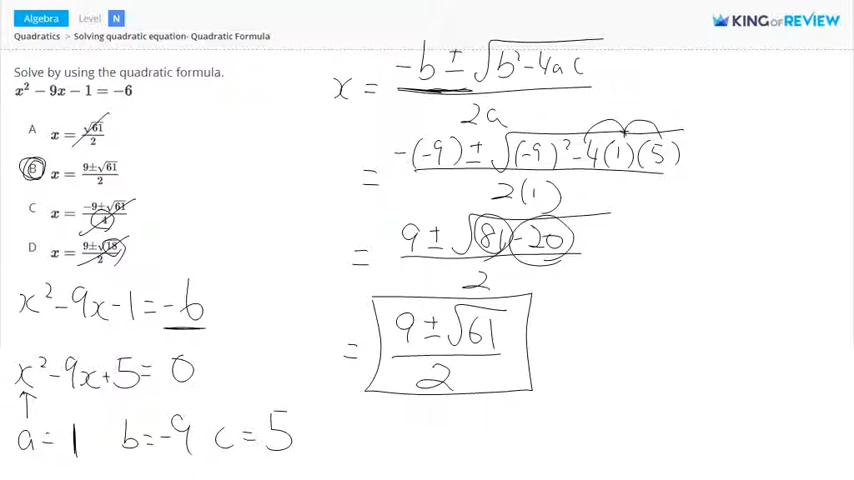 Algebra Level N
KING OF REVIEW
Quadratics > Solving quadratic equation- Quadratic Formula
Solve by using the quadratic formula.
x² − 9x − 1 = −6
A x = √61/2
B x = 9±√61/2
C x = −9±√61/4
D x = 9±√18/2
x² − 9x − 1 = −6
x² − 9x + 5 = 0
↑
a = 1 b = −9 c = 5
x = −b ± √b² − 4ac / 2a
= −(−9) ± √(−9)² − 4(1)(5) / 2(1)
= 9 ± √81 − 20 / 2
= 9 ± √61 / 2